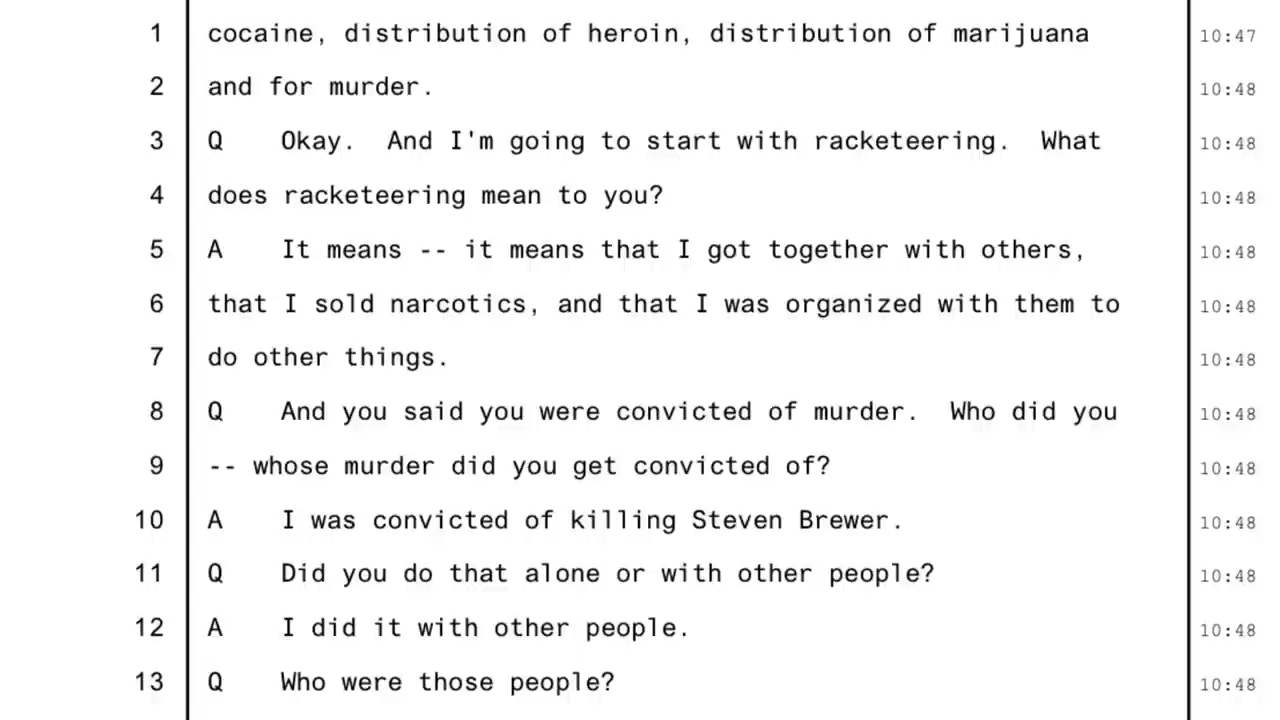 1 cocaine, distribution of heroin, distribution of marijuana 10:47
2 and for murder. 10:48
3 Q Okay. And I'm going to start with racketeering. What 10:48
4 does racketeering mean to you? 10:48
5 A It means -- it means that I got together with others, 10:48
6 that I sold narcotics, and that I was organized with them to 10:48
7 do other things. 10:48
8 Q And you said you were convicted of murder. Who did you 10:48
9 -- whose murder did you get convicted of? 10:48
10 A I was convicted of killing Steven Brewer. 10:48
11 Q Did you do that alone or with other people? 10:48
12 A I did it with other people. 10:48
13 Q Who were those people? 10:48